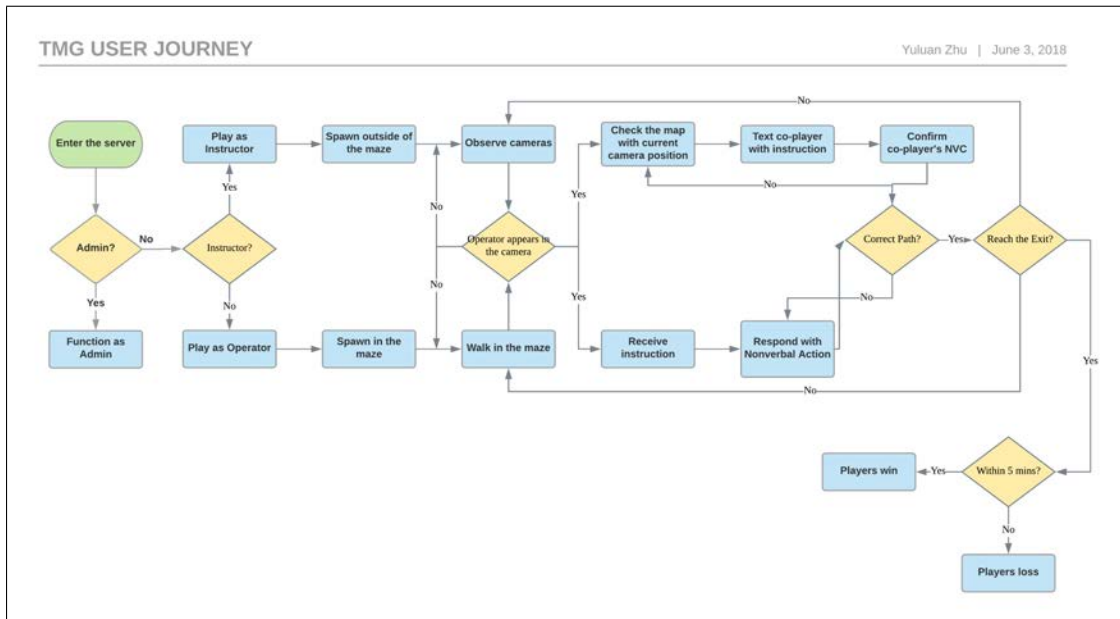 TMG USER JOURNEY
Yuluan Zhu | June 3, 2018
No
Enter the server
Play as
Instructor
Spawn outside of
the maze
Observe cameras
Check the map
with current
camera position
Text co-player
with instruction
Confirm
co-player's NVC
Yes
No
Yes
No
Admin?
No
Instructor?
Operator appears in
the camera
Correct Path?
Yes
Reach the Exit?
Yes
No
No
Yes
No
Function as
Admin
Play as Operator
Spawn in the
maze
Walk in the maze
Receive
instruction
Respond with
Nonverbal Action
Yes
No
Players win
Yes
Within 5 mins?
No
Players loss